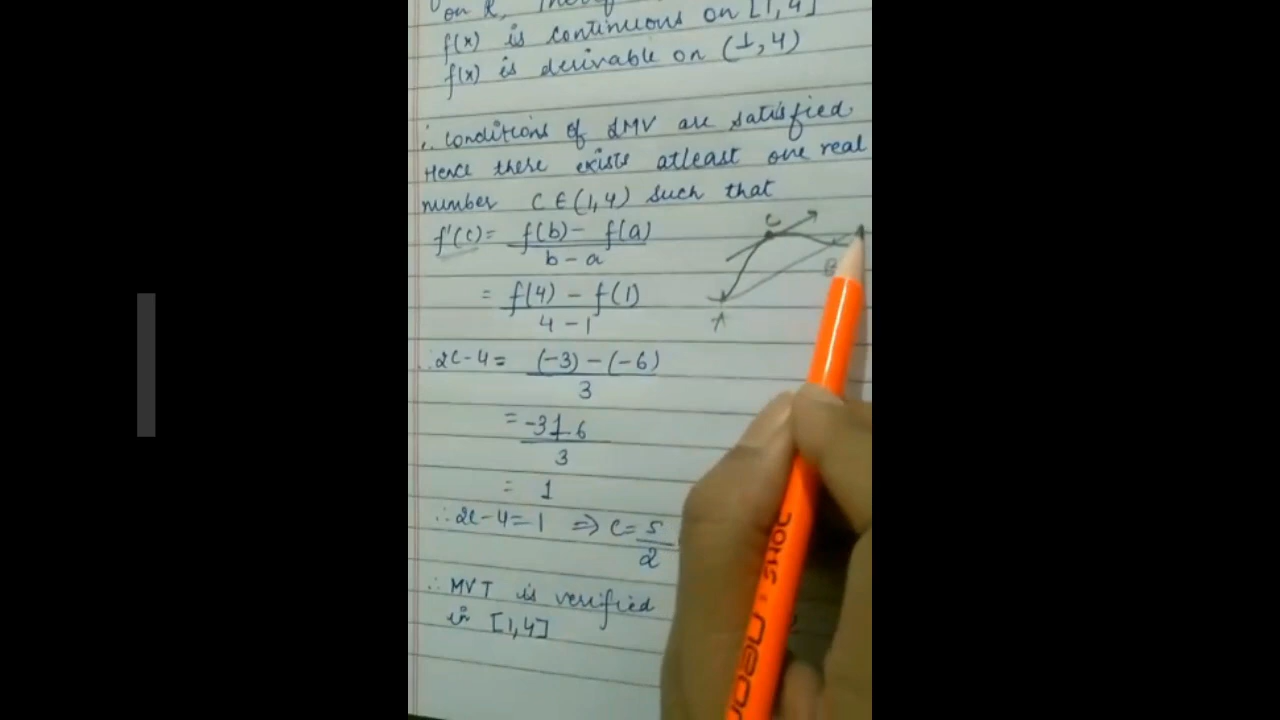 on R,
f(x) is continuous on [1,4]
f(x) is derivable on (1,4)
∴ conditions of LMV are satisfied.
Hence there exists atleast one real
number C ∈ (1,4) such that
f'(c) = f(b) - f(a)
b - a
= f(4) - f(1)
4 - 1
∴ 2c - 4 = (-3) - (-6)
3
= -3 + 6
3
= 1
∴ 2c - 4 = 1 ⇒ c = 5
2
∴ MVT is verified
in [1,4]
C
B
A
JONS